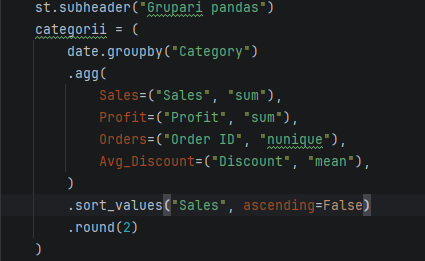 st.subheader("Grupari pandas")
categorii = (
    date.groupby("Category")
    .agg(
        Sales=("Sales", "sum"),
        Profit=("Profit", "sum"),
        Orders=("Order ID", "nunique"),
        Avg_Discount=("Discount", "mean"),
    )
    .sort_values("Sales", ascending=False)
    .round(2)
)